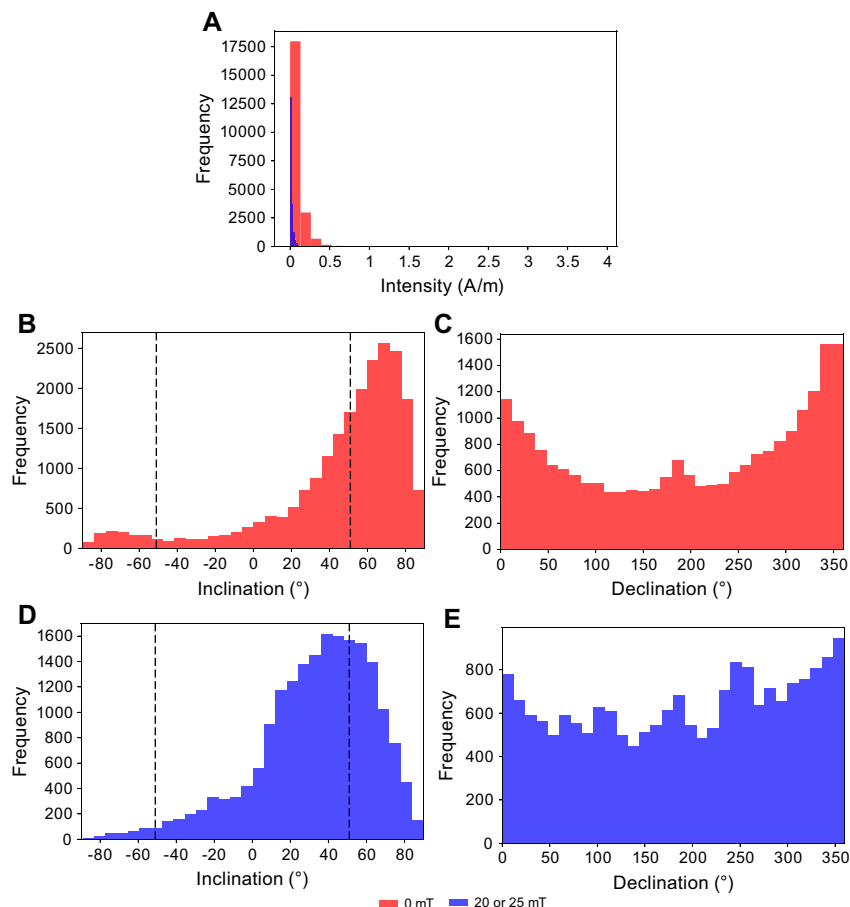 A
17500
15000
12500
10000
7500
5000
2500
0
Frequency
0 0.5 1 1.5 2 2.5 3 3.5 4
Intensity (A/m)
B
2500
2000
1500
1000
500
0
Frequency
-80 -60 -40 -20 0 20 40 60 80
Inclination (°)
C
1600
1400
1200
1000
800
600
400
200
0
Frequency
0 50 100 150 200 250 300 350
Declination (°)
D
1600
1400
1200
1000
800
600
400
200
0
Frequency
-80 -60 -40 -20 0 20 40 60 80
Inclination (°)
E
800
600
400
200
0
Frequency
0 50 100 150 200 250 300 350
Declination (°)
0 mT 20 or 25 mT